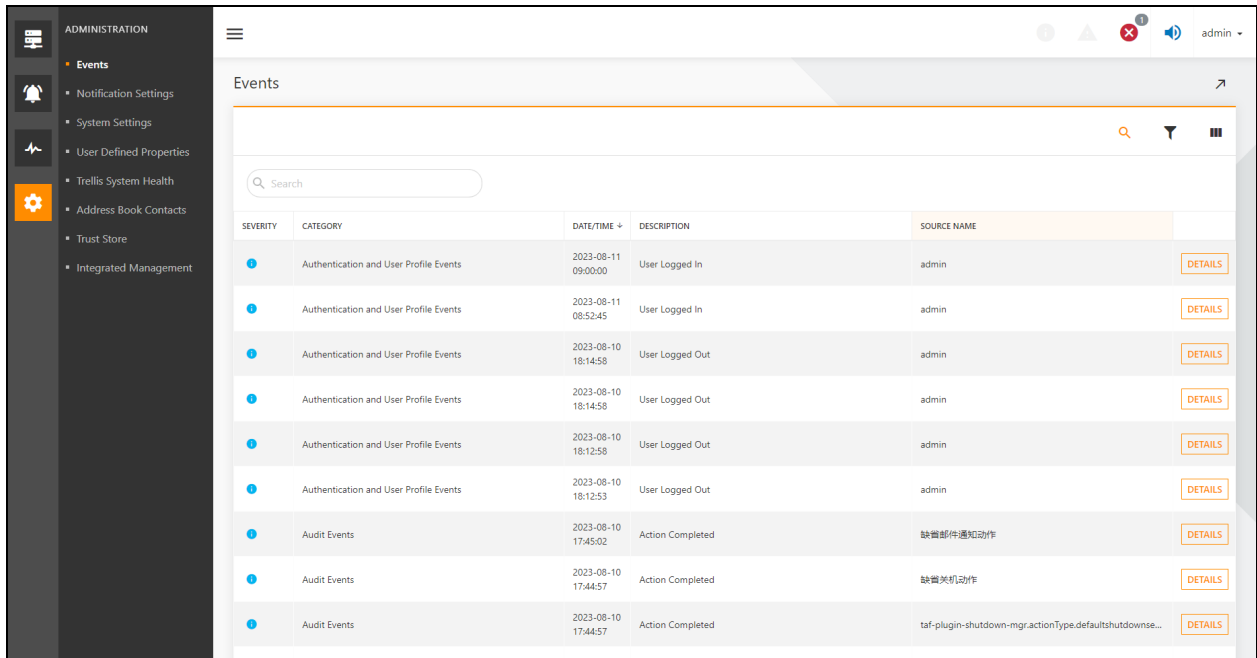 ADMINISTRATION
Events
Notification Settings
System Settings
User Defined Properties
Trellis System Health
Address Book Contacts
Trust Store
Integrated Management
1
admin
Events
Search
SEVERITY CATEGORY DATE/TIME DESCRIPTION SOURCE NAME
Authentication and User Profile Events 2023-08-11 09:00:00 User Logged In admin DETAILS
Authentication and User Profile Events 2023-08-11 08:52:45 User Logged In admin DETAILS
Authentication and User Profile Events 2023-08-10 18:14:58 User Logged Out admin DETAILS
Authentication and User Profile Events 2023-08-10 18:14:58 User Logged Out admin DETAILS
Authentication and User Profile Events 2023-08-10 18:12:58 User Logged Out admin DETAILS
Authentication and User Profile Events 2023-08-10 18:12:53 User Logged Out admin DETAILS
Audit Events 2023-08-10 17:45:02 Action Completed 缺省邮件通知动作 DETAILS
Audit Events 2023-08-10 17:44:57 Action Completed 缺省关机动作 DETAILS
Audit Events 2023-08-10 17:44:57 Action Completed taf-plugin-shutdown-mgr.actionType.defaultshutdownse... DETAILS